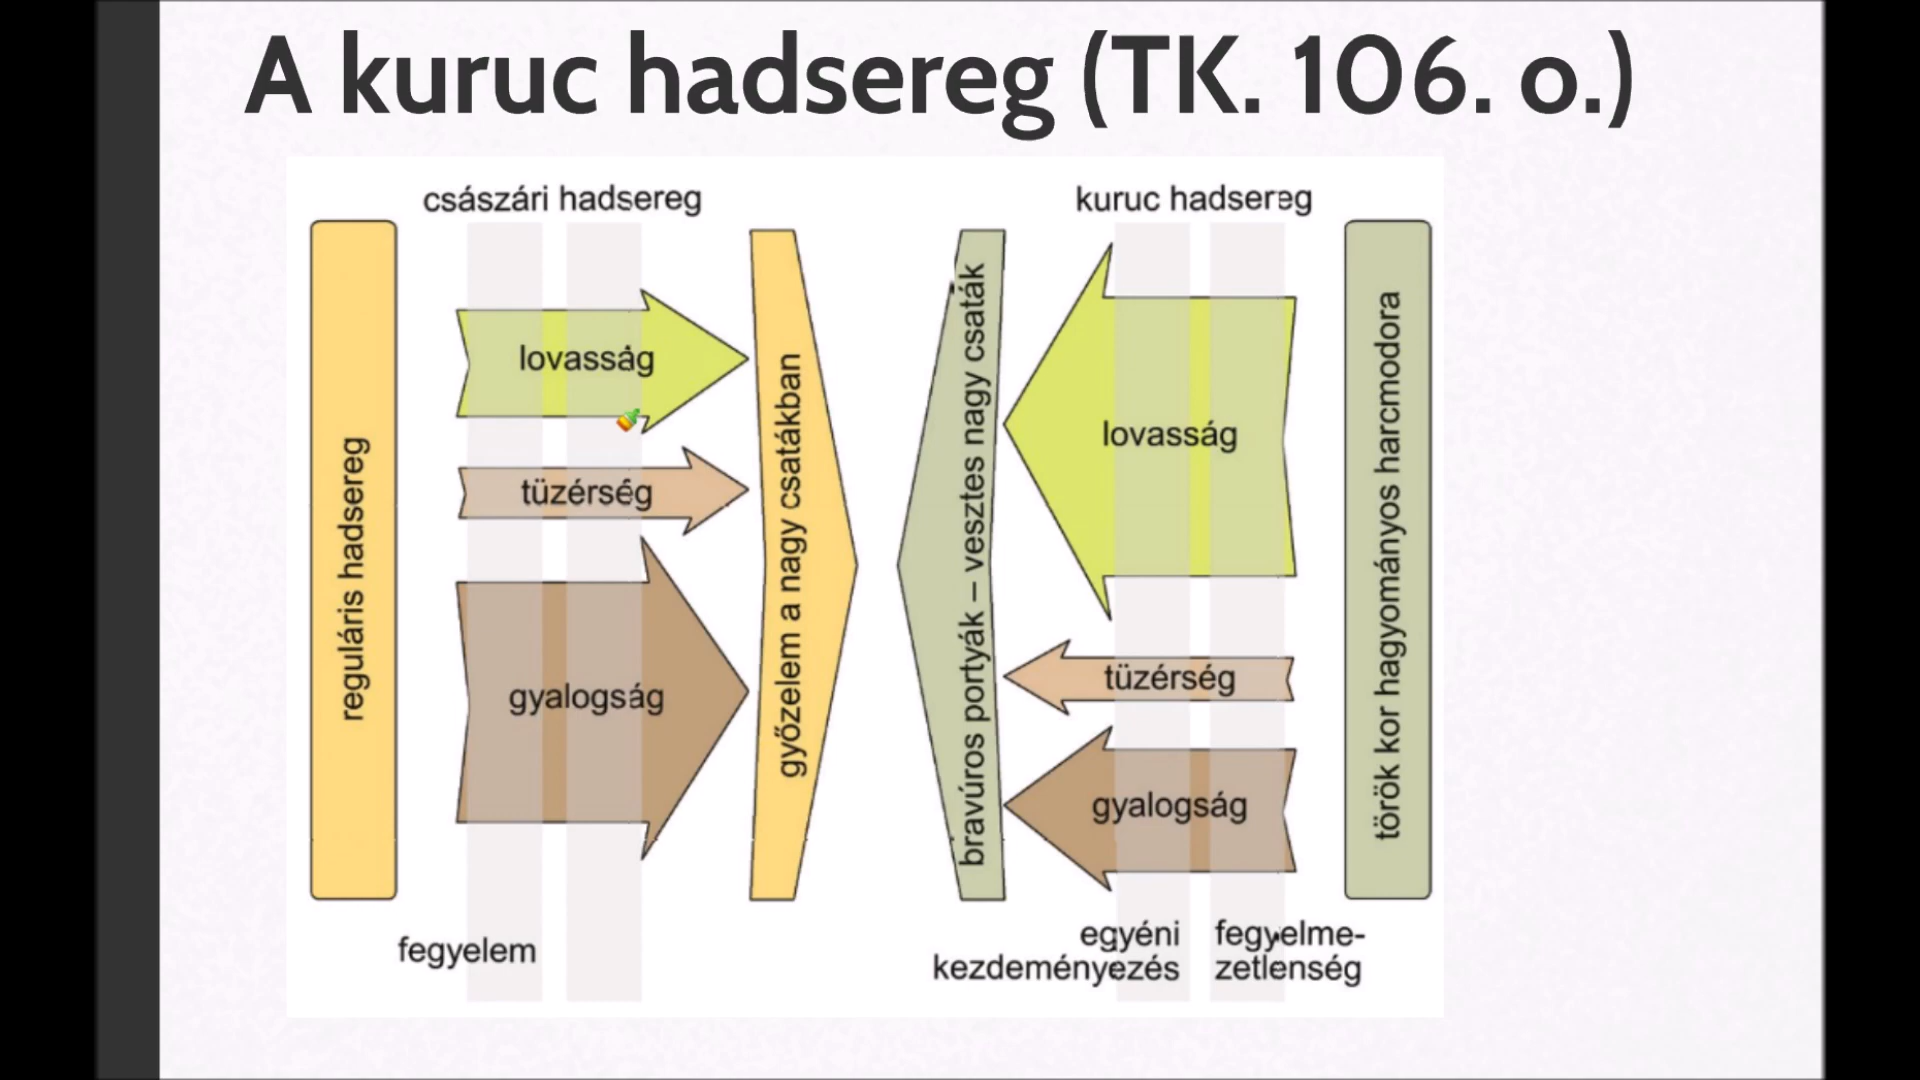 A kuruc hadsereg (TK. 106. o.)
császári hadsereg
reguláris hadsereg
lovasság
tüzérség
gyalogság
győzelem a nagy csatákban
fegyelem
kuruc hadsereg
bravúros portyák – vesztes nagy csaták
lovasság
tüzérség
gyalogság
török kor hagyományos harcmodora
egyéni
kezdeményezés
fegyelme-
zetlenség